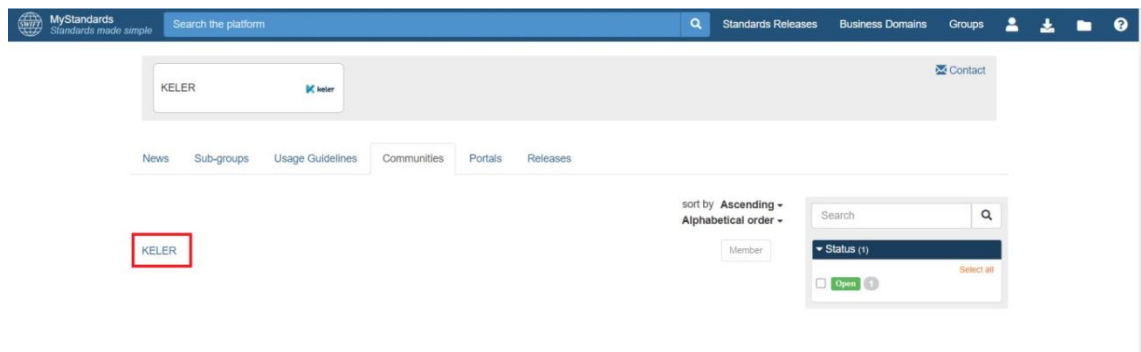 SWIFT
MyStandards
Standards made simple
Search the platform
Standards Releases
Business Domains
Groups
KELER
keler
Contact
News
Sub-groups
Usage Guidelines
Communities
Portals
Releases
sort by Ascending
Alphabetical order
Search
KELER
Member
Status (1)
Select all
Open 1